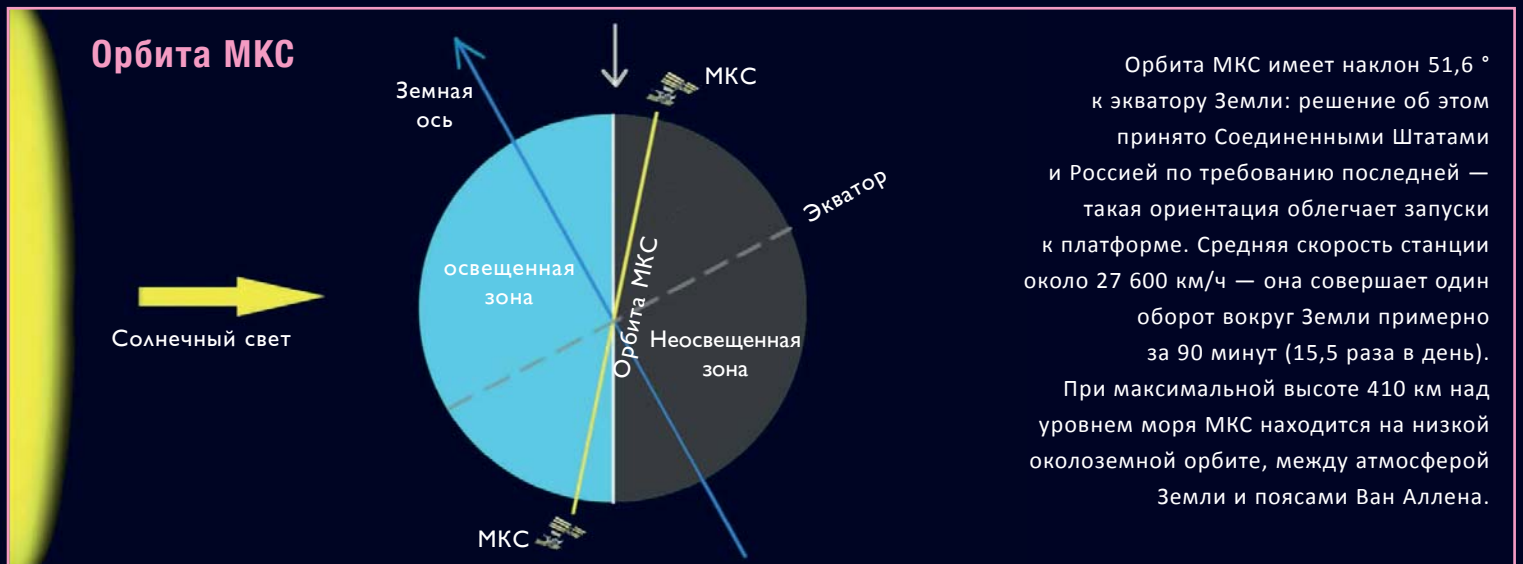 Орбита МКС
Земная
ось
МКС
Экватор
освещенная
зона
Орбита МКС
Неосвещенная
зона
Солнечный свет
МКС
Орбита МКС имеет наклон 51,6 °
к экватору Земли: решение об этом
принято Соединенными Штатами
и Россией по требованию последней —
такая ориентация облегчает запуски
к платформе. Средняя скорость станции
около 27 600 км/ч — она совершает один
оборот вокруг Земли примерно
за 90 минут (15,5 раза в день).
При максимальной высоте 410 км над
уровнем моря МКС находится на низкой
околоземной орбите, между атмосферой
Земли и поясами Ван Аллена.